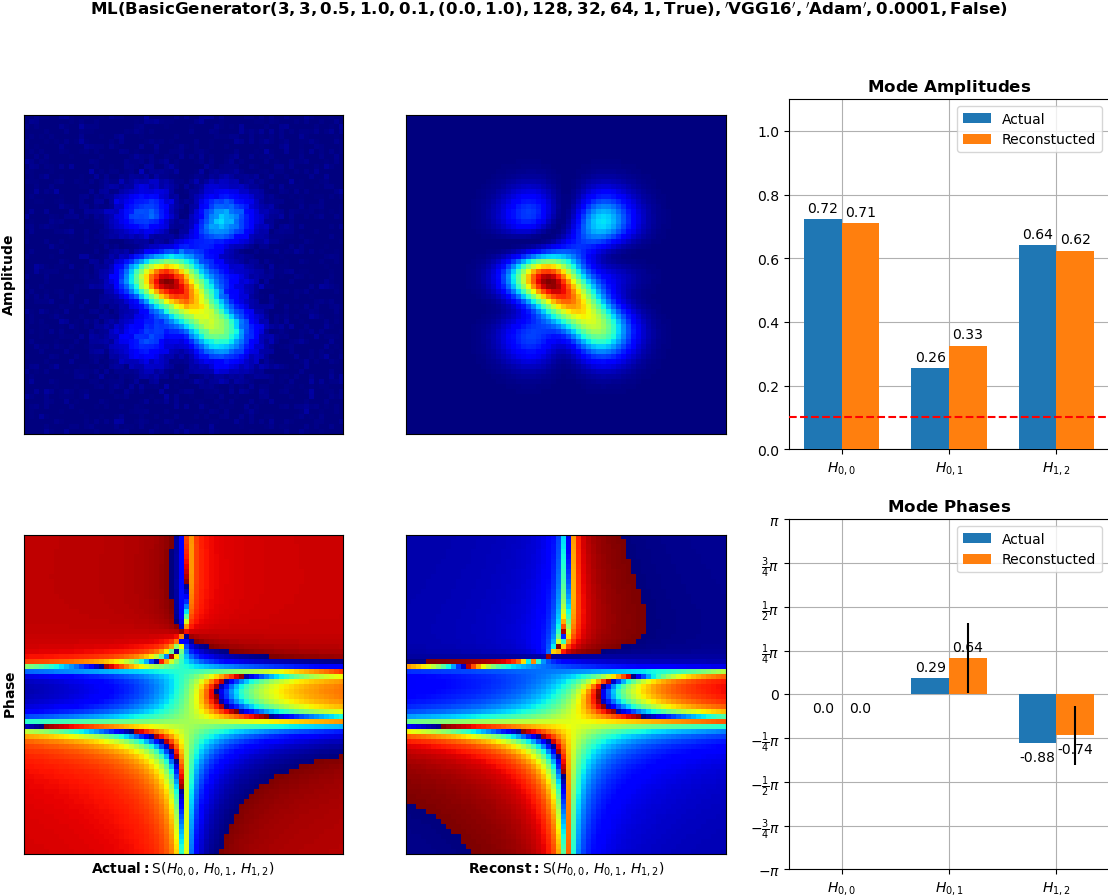 ML(BasicGenerator(3, 3, 0.5, 1.0, 0.1, (0.0, 1.0), 128, 32, 64, 1, True), ′VGG16′, ′Adam′, 0.0001, False)
Amplitude
Mode Amplitudes
Actual
Reconstucted
1.0
0.8
0.6
0.4
0.2
0.0
0.72
0.71
0.26
0.33
0.64
0.62
H₀,₀
H₀,₁
H₁,₂
Phase
Actual: S(H₀,₀, H₀,₁, H₁,₂)
Reconst: S(H₀,₀, H₀,₁, H₁,₂)
Mode Phases
Actual
Reconstucted
π
3/4π
1/2π
1/4π
0
−1/4π
−1/2π
−3/4π
−π
0.0
0.0
0.29
0.64
-0.88
-0.74
H₀,₀
H₀,₁
H₁,₂